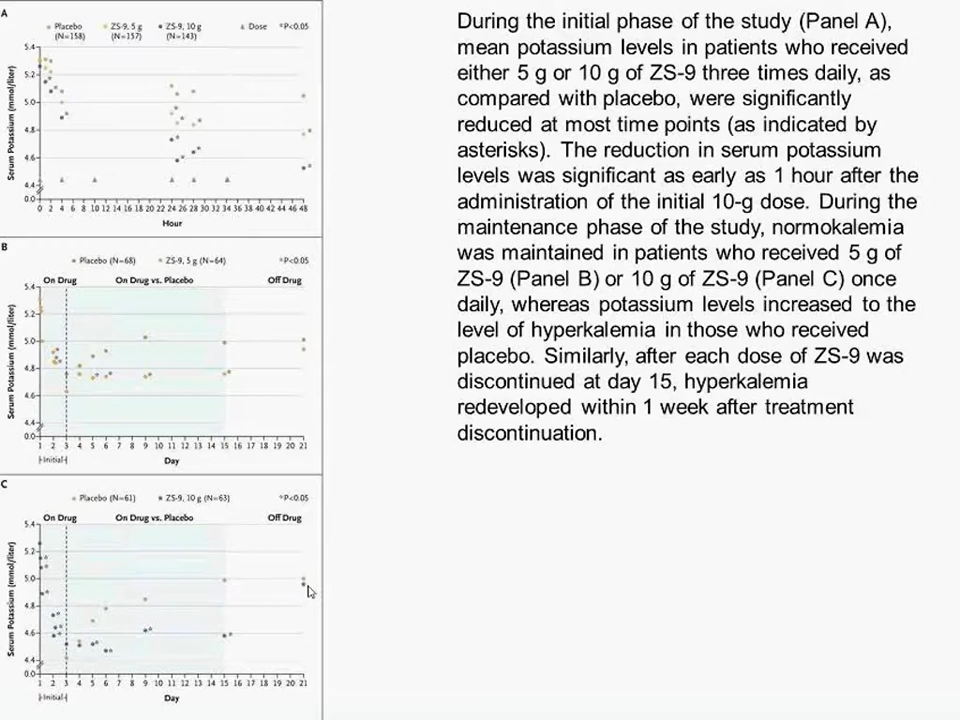 A
Placebo (N=158)
ZS-9, 5 g (N=157)
ZS-9, 10 g (N=143)
Dose
*P<0.05
5.4
5.2
5.0
4.8
4.6
4.4
0.0
Serum Potassium (mmol/liter)
0 2 4 6 8 10 12 14 16 18 20 22 24 26 28 30 32 34 36 38 40 42 44 46 48
Hour
B
Placebo (N=68)
ZS-9, 5 g (N=64)
*P<0.05
On Drug
On Drug vs. Placebo
Off Drug
5.4
5.2
5.0
4.8
4.6
4.4
0.0
Serum Potassium (mmol/liter)
1 2 3 4 5 6 7 8 9 10 11 12 13 14 15 16 17 18 19 20 21
Initial
Day
C
Placebo (N=61)
ZS-9, 10 g (N=63)
*P<0.05
On Drug
On Drug vs. Placebo
Off Drug
5.4
5.2
5.0
4.8
4.6
4.4
0.0
Serum Potassium (mmol/liter)
1 2 3 4 5 6 7 8 9 10 11 12 13 14 15 16 17 18 19 20 21
Initial
Day
During the initial phase of the study (Panel A),
mean potassium levels in patients who received
either 5 g or 10 g of ZS-9 three times daily, as
compared with placebo, were significantly
reduced at most time points (as indicated by
asterisks). The reduction in serum potassium
levels was significant as early as 1 hour after the
administration of the initial 10-g dose. During the
maintenance phase of the study, normokalemia
was maintained in patients who received 5 g of
ZS-9 (Panel B) or 10 g of ZS-9 (Panel C) once
daily, whereas potassium levels increased to the
level of hyperkalemia in those who received
placebo. Similarly, after each dose of ZS-9 was
discontinued at day 15, hyperkalemia
redeveloped within 1 week after treatment
discontinuation.